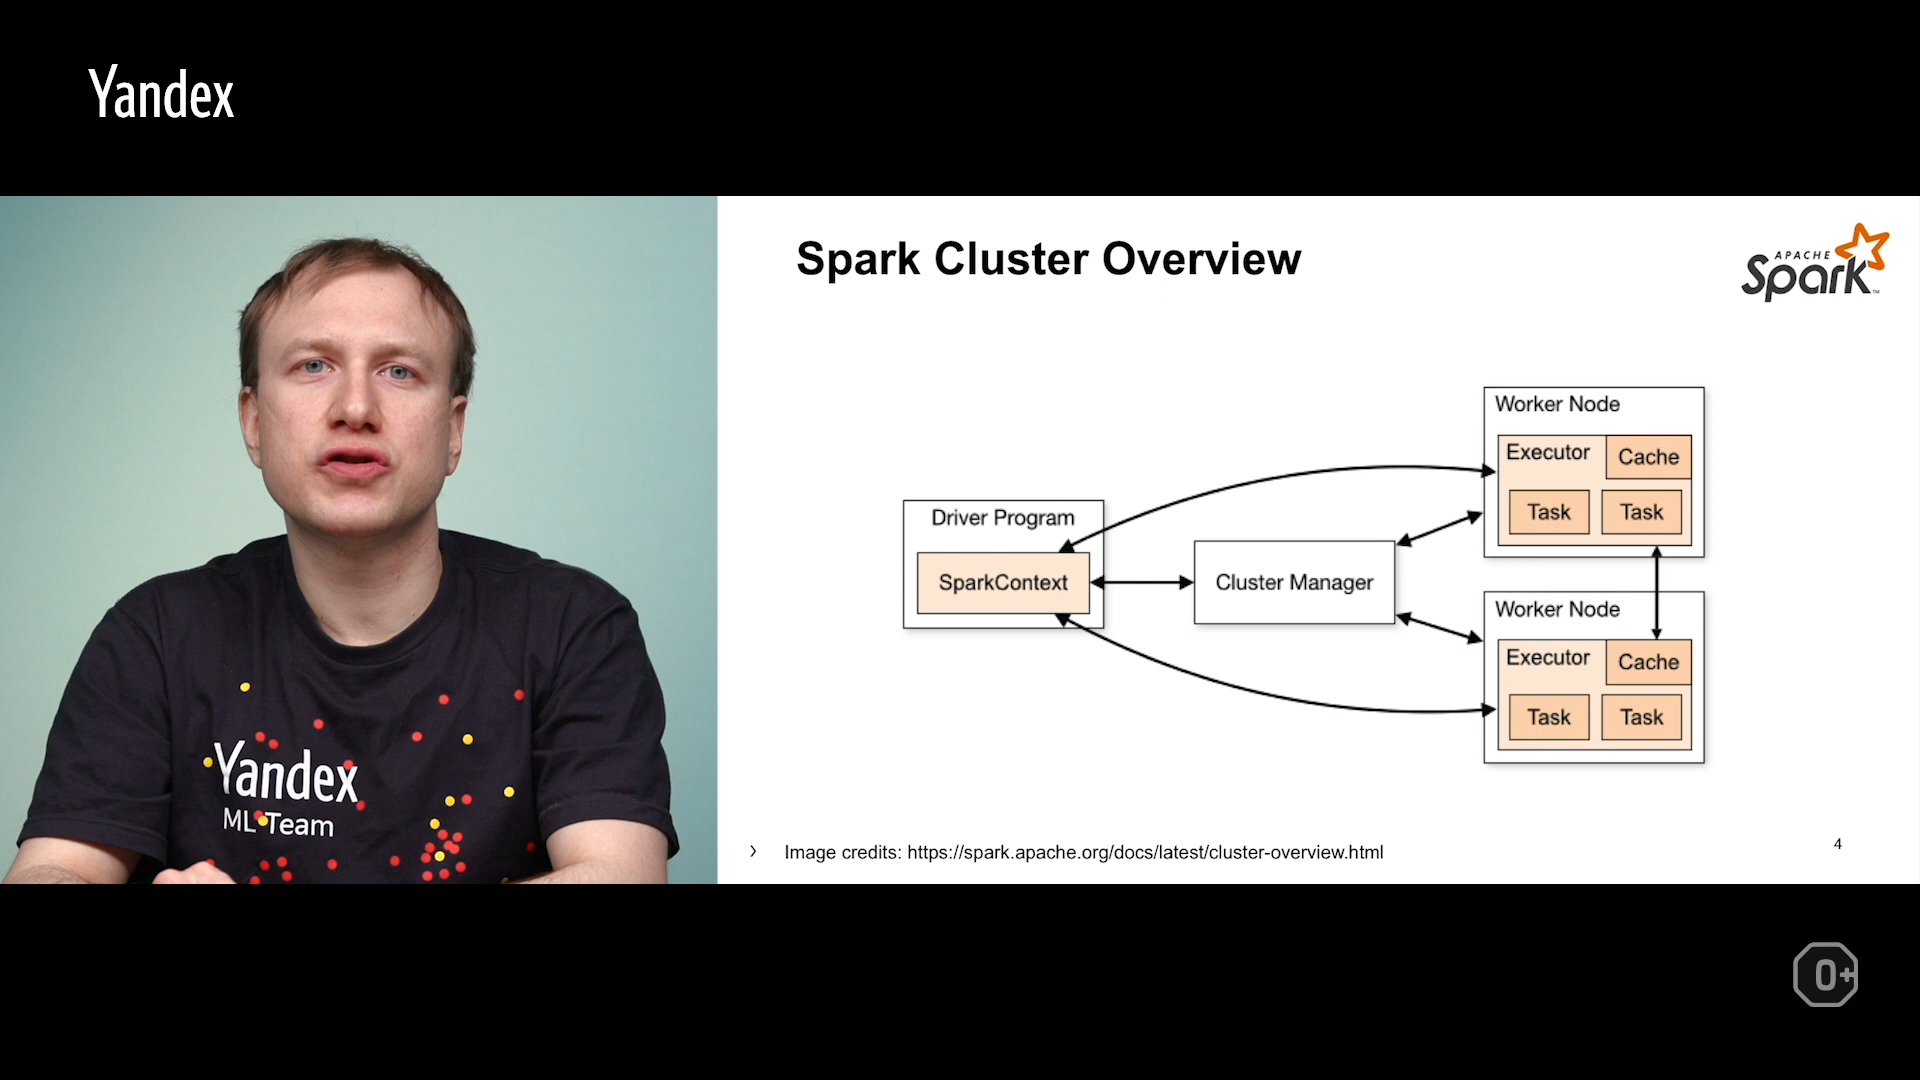 Yandex
Spark Cluster Overview
APACHE
Spark™
Worker Node
Executor
Cache
Task
Task
Driver Program
SparkContext
Cluster Manager
Worker Node
Executor
Cache
Task
Task
Yandex
ML Team
› Image credits: https://spark.apache.org/docs/latest/cluster-overview.html
4
0+